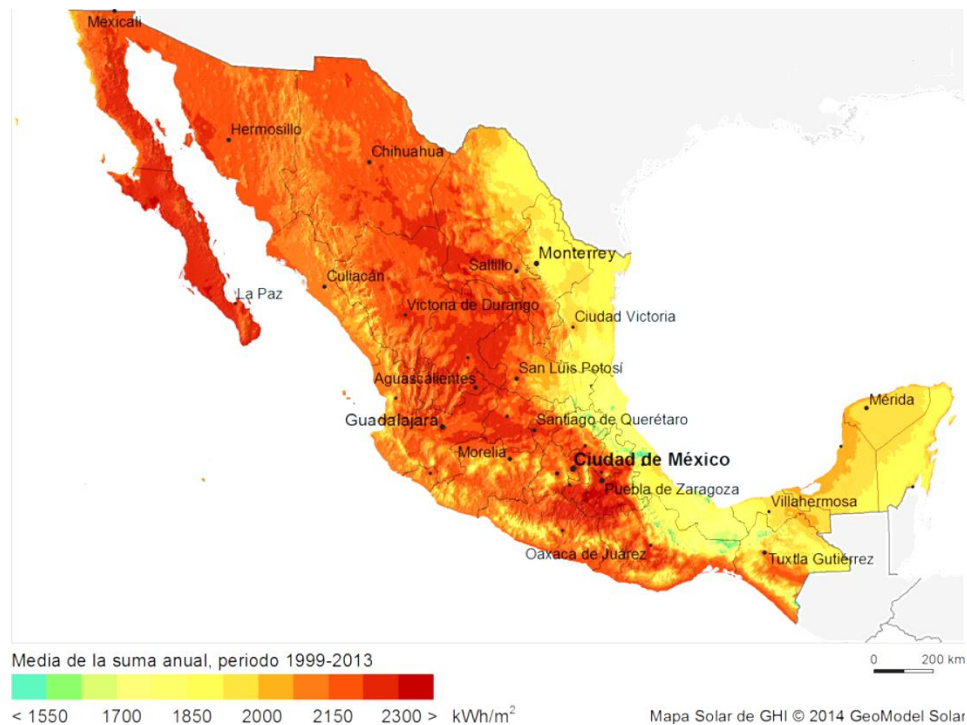 Mexicali
Hermosillo
Chihuahua
Monterrey
Saltillo
Culiacán
La Paz
Victoria de Durango
Ciudad Victoria
San Luis Potosí
Aguascalientes
Mérida
Guadalajara
Santiago de Querétaro
Morelia
Ciudad de México
Puebla de Zaragoza
Villahermosa
Oaxaca de Juárez
Tuxtla Gutiérrez
Media de la suma anual, periodo 1999-2013
0 200 km
< 1550 1700 1850 2000 2150 2300 > kWh/m²
Mapa Solar de GHI © 2014 GeoModel Solar